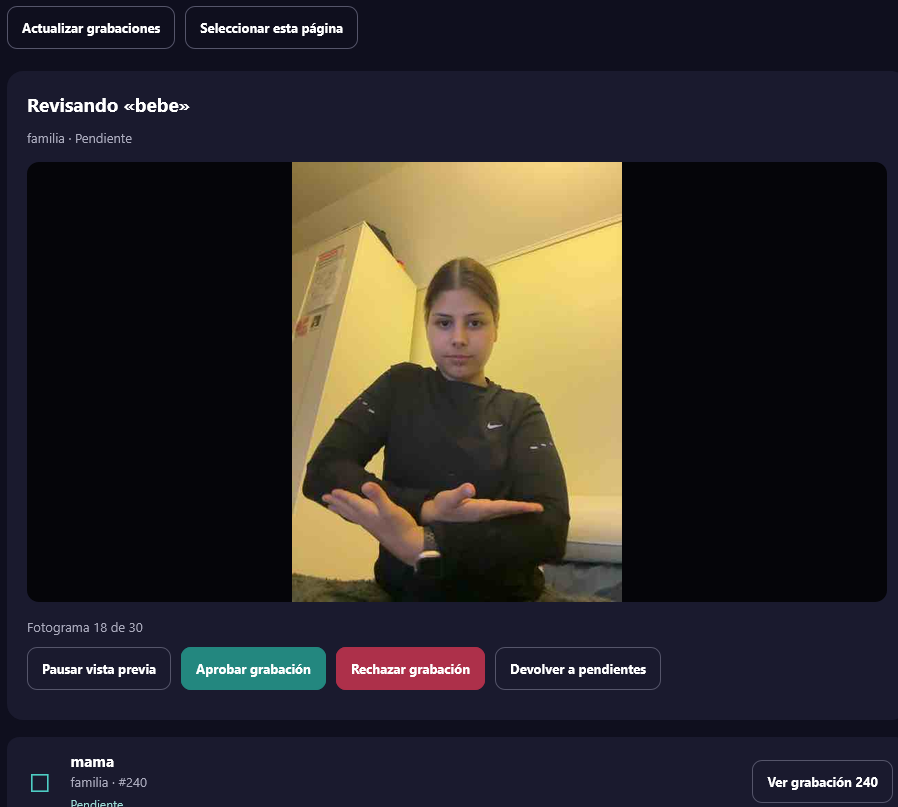 Actualizar grabaciones
Seleccionar esta página
Revisando «bebe»
familia · Pendiente
Fotograma 18 de 30
Pausar vista previa
Aprobar grabación
Rechazar grabación
Devolver a pendientes
mama
familia · #240
Pendiente
Ver grabación 240